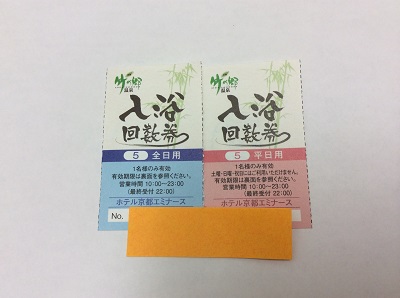 竹の郷
温泉
入浴
回数券
5 全日用
1名様のみ有効
有効期限は裏面を参照ください。
営業時間 10:00〜23:00
(最終受付 22:00)
ホテル京都エミナース
No.
竹の郷
温泉
入浴
回数券
5 平日用
1名様のみ有効
土曜・日曜・祝日にはご利用いただけません。
有効期限は裏面を参照ください。
営業時間 10:00〜23:00
(最終受付 22:00)
ホテル京都エミナース